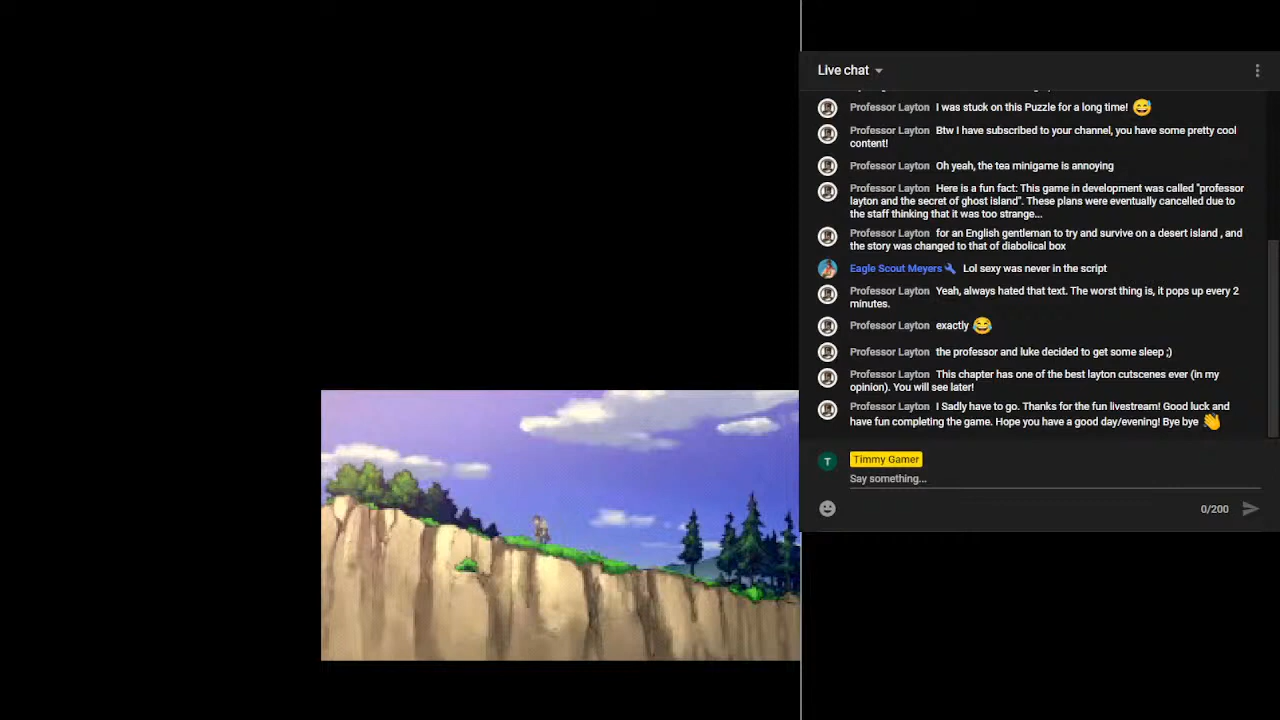 Live chat
Professor Layton I was stuck on this Puzzle for a long time! 😅
Professor Layton Btw I have subscribed to your channel, you have some pretty cool
content!
Professor Layton Oh yeah, the tea minigame is annoying
Professor Layton Here is a fun fact: This game in development was called "professor
layton and the secret of ghost island". These plans were eventually cancelled due to
the staff thinking that it was too strange...
Professor Layton for an English gentleman to try and survive on a desert island , and
the story was changed to that of diabolical box
Eagle Scout Meyers Lol sexy was never in the script
Professor Layton Yeah, always hated that text. The worst thing is, it pops up every 2
minutes.
Professor Layton exactly 😂
Professor Layton the professor and luke decided to get some sleep ;)
Professor Layton This chapter has one of the best layton cutscenes ever (in my
opinion). You will see later!
Professor Layton I Sadly have to go. Thanks for the fun livestream! Good luck and
have fun completing the game. Hope you have a good day/evening! Bye bye 👋
T Timmy Gamer
Say something...
0/200